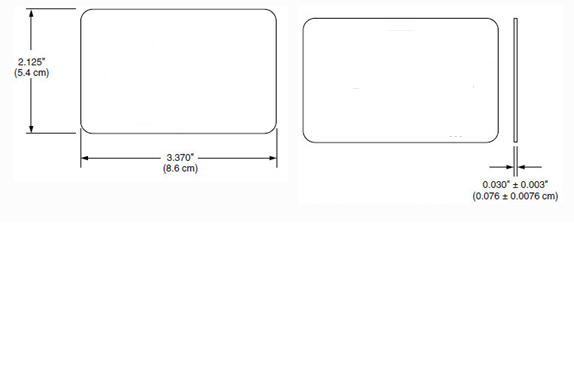 2.125"
(5.4 cm)
3.370"
(8.6 cm)
0.030" ± 0.003"
(0.076 ± 0.0076 cm)